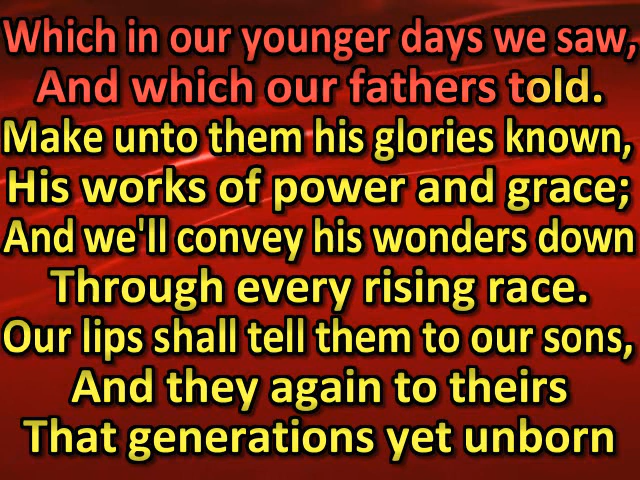 Which in our younger days we saw,
And which our fathers told.
Make unto them his glories known,
His works of power and grace;
And we'll convey his wonders down
Through every rising race.
Our lips shall tell them to our sons,
And they again to theirs
That generations yet unborn